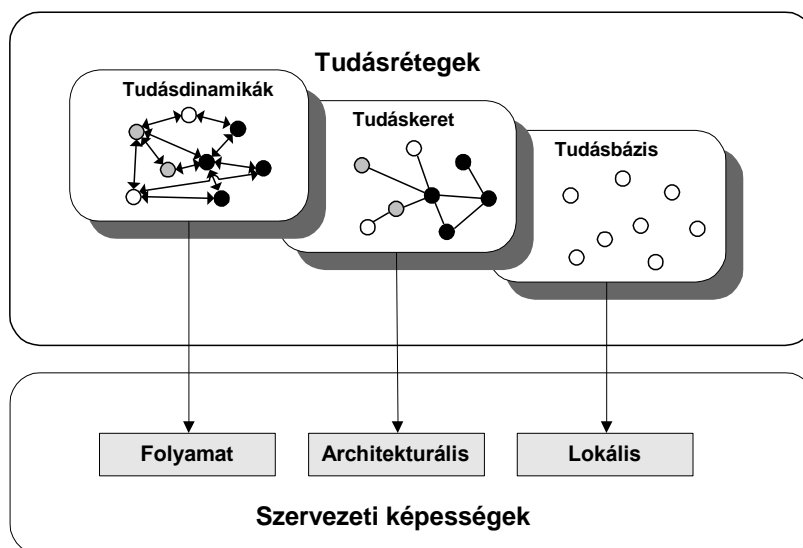 Tudásrétegek
Tudásdinamikák
Tudáskeret
Tudásbázis
Folyamat
Architekturális
Lokális
Szervezeti képességek